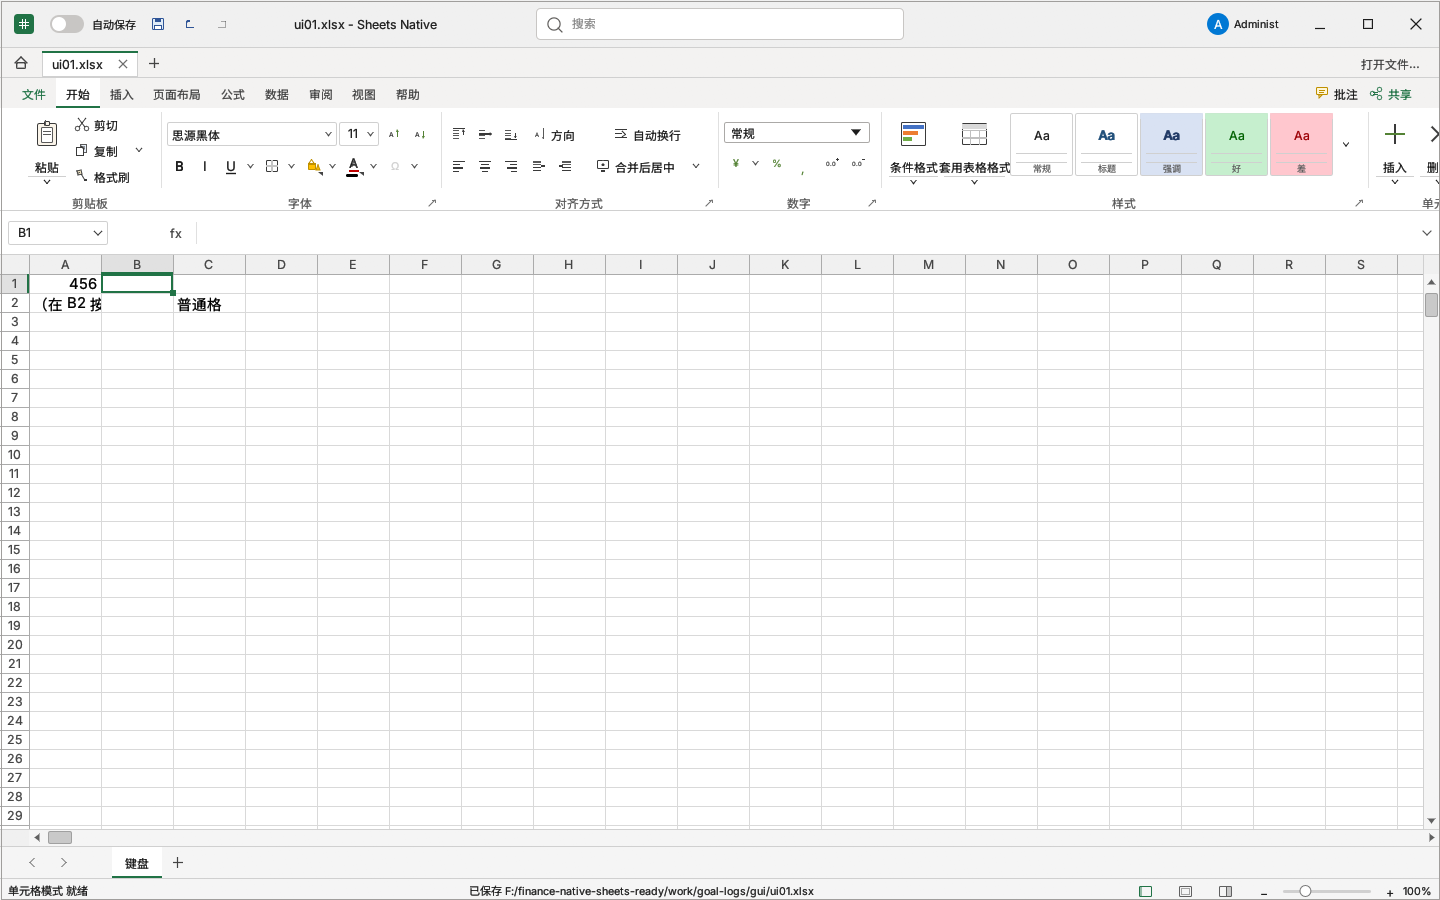 自动保存
ui01.xlsx - Sheets Native
搜索
A Administ
ui01.xlsx
打开文件...
文件 开始 插入 页面布局 公式 数据 审阅 视图 帮助
批注 共享
粘贴
剪切
复制
格式刷
剪贴板
思源黑体 11
B I U A
字体
方向 自动换行
合并后居中
对齐方式
常规
¥ % ,
数字
条件格式 套用表格格式
Aa 常规
Aa 标题
Aa 强调
Aa 好
Aa 差
样式
插入 删
单元
B1 fx
A B C D E F G H I J K L M N O P Q R S
1 456
2 （在 B2 按 普通格
3
4
5
6
7
8
9
10
11
12
13
14
15
16
17
18
19
20
21
22
23
24
25
26
27
28
29
键盘
单元格模式 就绪
已保存 F:/finance-native-sheets-ready/work/goal-logs/gui/ui01.xlsx
100%